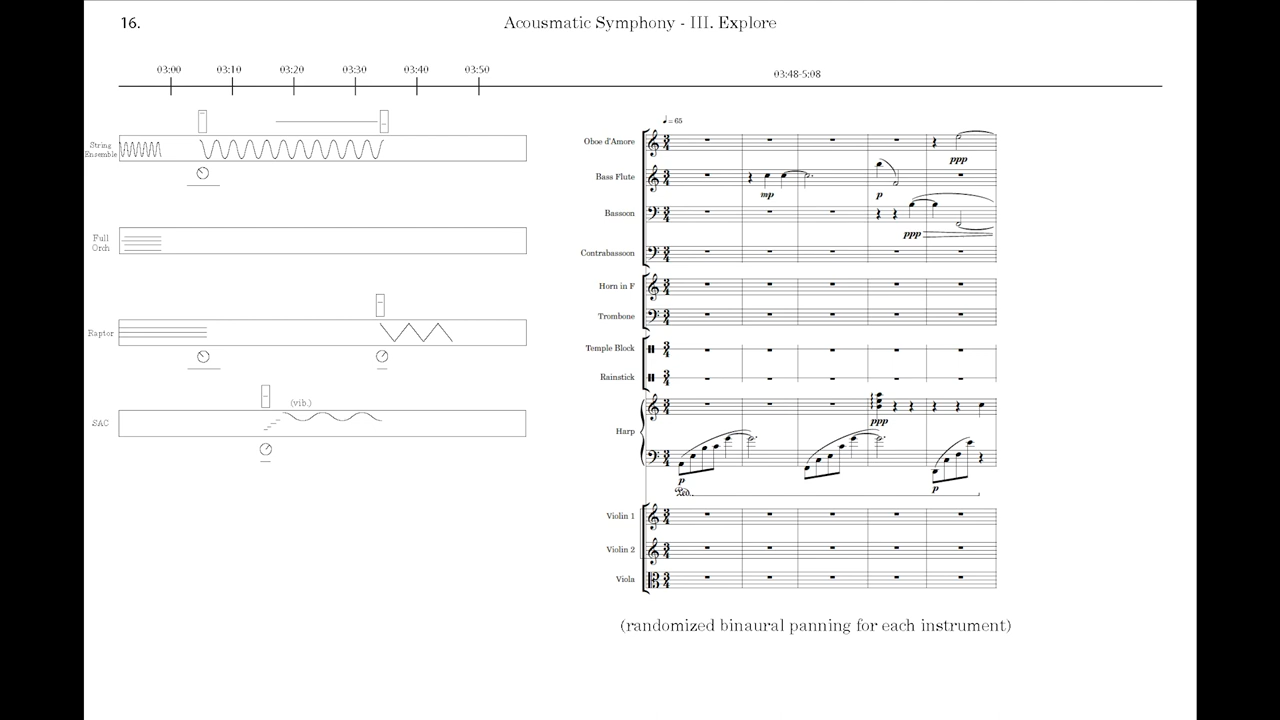 16.
Acousmatic Symphony - III. Explore
03:00 03:10 03:20 03:30 03:40 03:50
03:48-5:08
String
Ensemble
Full
Orch
Raptor
SAC
(vib.)
♩ = 65
Oboe d'Amore
ppp
Bass Flute
mp
p
Bassoon
ppp
Contrabassoon
Horn in F
Trombone
Temple Block
Rainstick
Harp
ppp
p
p
Ped.
Violin 1
Violin 2
Viola
3
4
(randomized binaural panning for each instrument)